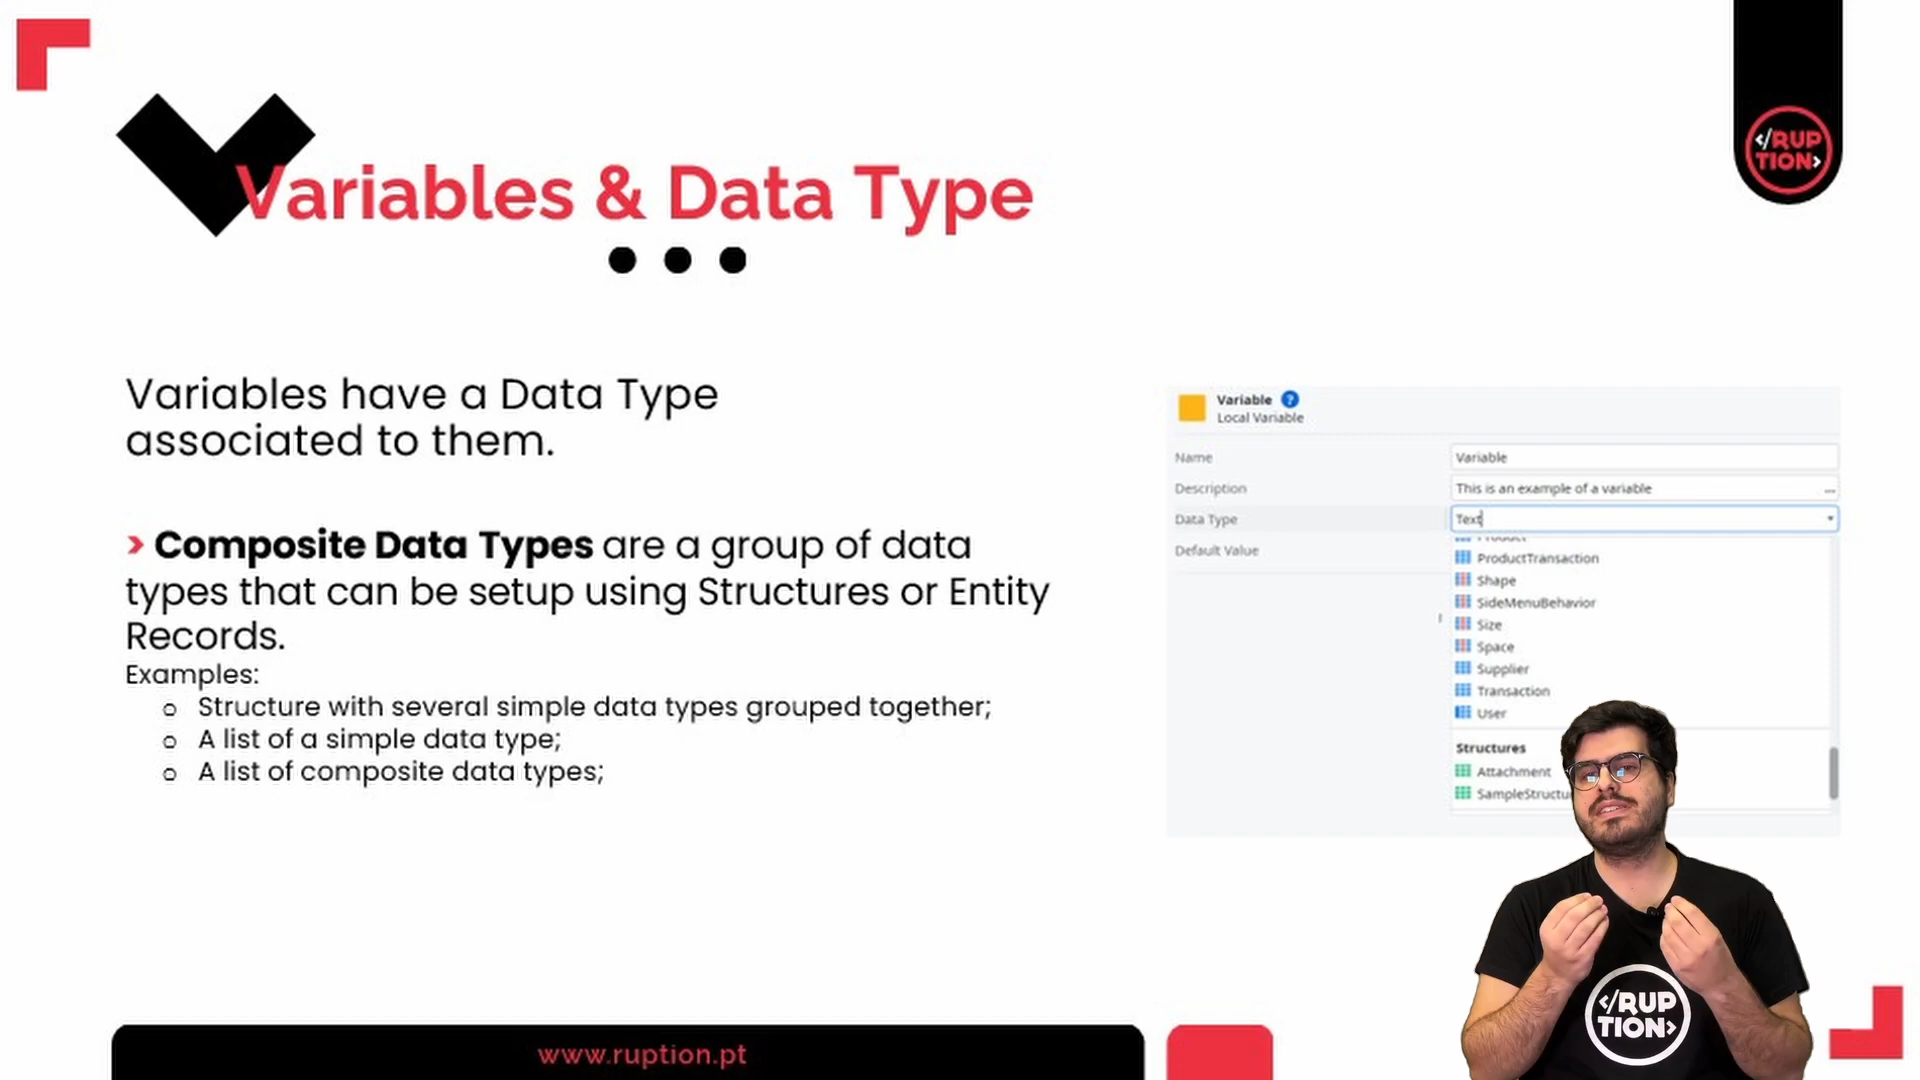 </RUP
TION>
Variables & Data Type
Variables have a Data Type
associated to them.
> Composite Data Types are a group of data
types that can be setup using Structures or Entity
Records.
Examples:
Structure with several simple data types grouped together;
A list of a simple data type;
A list of composite data types;
Variable ?
Local Variable
Name Variable
Description This is an example of a variable ...
Data Type Text
Default Value
Product
ProductTransaction
Shape
SideMenuBehavior
Size
Space
Supplier
Transaction
User
Structures
Attachment
SampleStructu
</RUP
TION>
www.ruption.pt